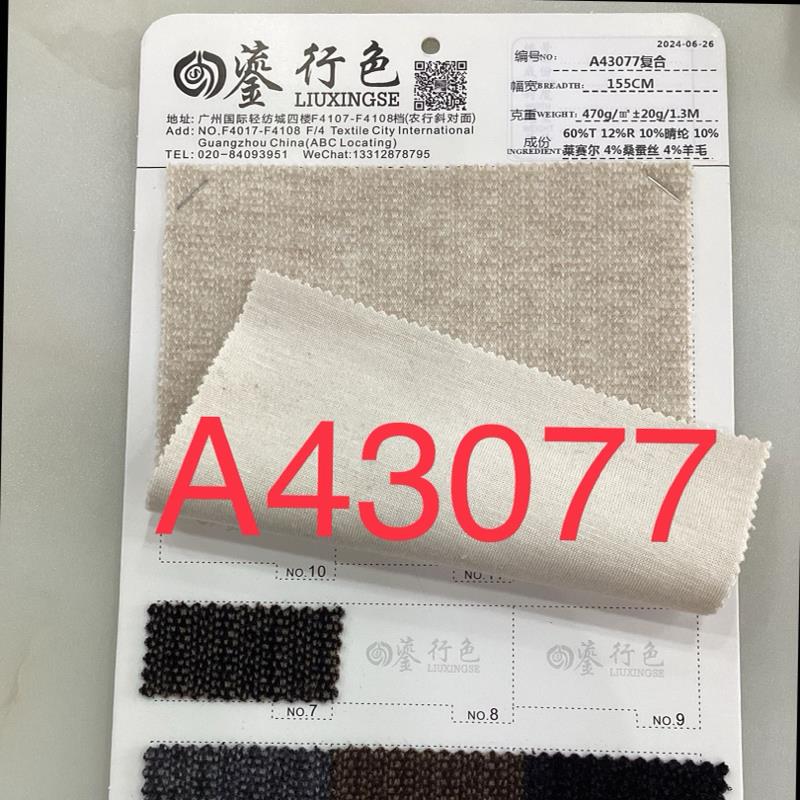 2024-06-26
鎏行色
LIUXINGSE
编号NO: A43077复合
幅宽BREADTH: 155CM
克重WEIGHT: 470g/㎡±20g/1.3M
成份INGREDIENT 60%T 12%R 10%晴纶 10%
莱赛尔 4%桑蚕丝 4%羊毛
地址: 广州国际轻纺城四楼F4107-F4108档(农行斜对面)
Add: NO.F4017-F4108 F/4 Textile City International
Guangzhou China(ABC Locating)
TEL: 020-84093951 WeChat:13312878795
A43077
NO.10
鎏行色
LIUXINGSE
鎏行色
LIUXINGSE
NO.7
NO.8
NO.9